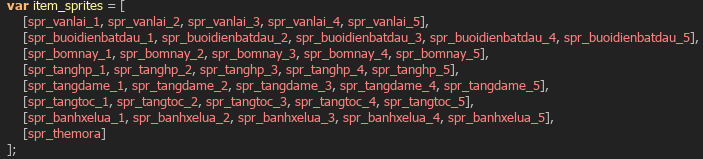 var item_sprites = [
[spr_vanlai_1, spr_vanlai_2, spr_vanlai_3, spr_vanlai_4, spr_vanlai_5],
[spr_buoidienbatdau_1, spr_buoidienbatdau_2, spr_buoidienbatdau_3, spr_buoidienbatdau_4, spr_buoidienbatdau_5],
[spr_bomnay_1, spr_bomnay_2, spr_bomnay_3, spr_bomnay_4, spr_bomnay_5],
[spr_tanghp_1, spr_tanghp_2, spr_tanghp_3, spr_tanghp_4, spr_tanghp_5],
[spr_tangdame_1, spr_tangdame_2, spr_tangdame_3, spr_tangdame_4, spr_tangdame_5],
[spr_tangtoc_1, spr_tangtoc_2, spr_tangtoc_3, spr_tangtoc_4, spr_tangtoc_5],
[spr_banhxelua_1, spr_banhxelua_2, spr_banhxelua_3, spr_banhxelua_4, spr_banhxelua_5],
[spr_themora]
];